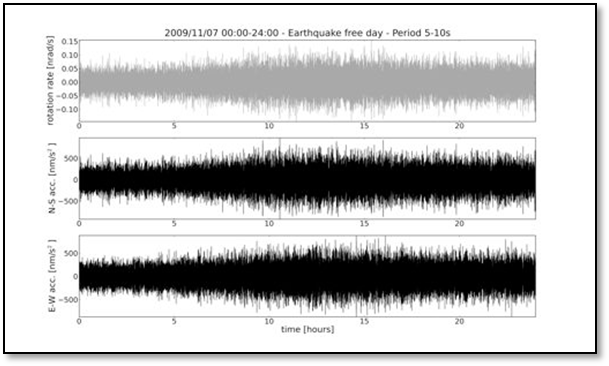 2009/11/07 00:00-24:00 - Earthquake free day - Period 5-10s
rotation rate [nrad/s]
0.15
0.10
0.05
0.00
−0.05
−0.10
0 5 10 15 20
N-S acc. [nm/s²]
500
0
−500
0 5 10 15 20
E-W acc. [nm/s²]
500
0
−500
0 5 10 15 20
time [hours]